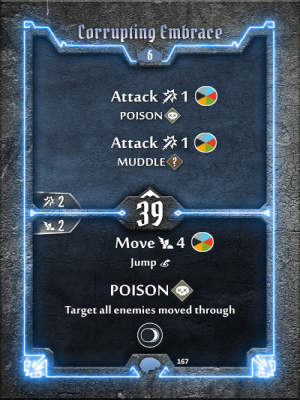 Corrupting Embrace
6
Attack 1
POISON
Attack 1
MUDDLE
2
39
2
Move 4
Jump
POISON
Target all enemies moved through
167